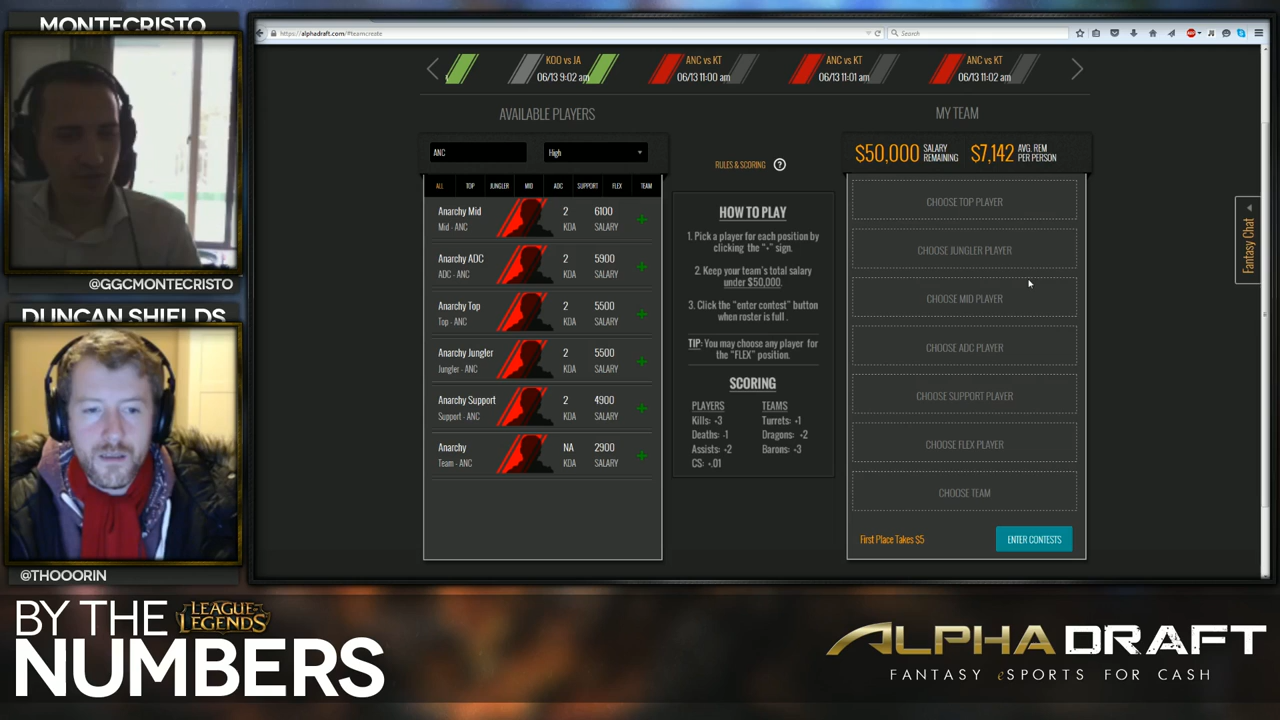 MONTECRISTO
@GGCMONTECRISTO
DUNCAN SHIELDS
@THOOORIN
https://alphadraft.com/#teamcreate
Search
KOO vs JA
06/13 9:02 am
ANC vs KT
06/13 11:00 am
ANC vs KT
06/13 11:01 am
ANC vs KT
06/13 11:02 am
AVAILABLE PLAYERS
ANC
High
ALL TOP JUNGLER MID ADC SUPPORT FLEX TEAM
Anarchy Mid 2 6100
Mid - ANC KDA SALARY
Anarchy ADC 2 5900
ADC - ANC KDA SALARY
Anarchy Top 2 5500
Top - ANC KDA SALARY
Anarchy Jungler 2 5500
Jungler - ANC KDA SALARY
Anarchy Support 2 4900
Support - ANC KDA SALARY
Anarchy NA 2900
Team - ANC KDA SALARY
RULES & SCORING ?
HOW TO PLAY
1. Pick a player for each position by
clicking the "+" sign.
2. Keep your team's total salary
under $50,000.
3. Click the "enter contest" button
when roster is full .
TIP: You may choose any player for
the "FLEX" position.
SCORING
PLAYERS TEAMS
Kills: +3 Turrets: +1
Deaths: -1 Dragons: +2
Assists: +2 Barons: +3
CS: +.01
MY TEAM
$50,000 SALARY REMAINING $7,142 AVG. REM PER PERSON
CHOOSE TOP PLAYER
CHOOSE JUNGLER PLAYER
CHOOSE MID PLAYER
CHOOSE ADC PLAYER
CHOOSE SUPPORT PLAYER
CHOOSE FLEX PLAYER
CHOOSE TEAM
First Place Takes $5 ENTER CONTESTS
Fantasy Chat
BY THE LEAGUE OF LEGENDS
NUMBERS
ALPHADRAFT
FANTASY eSPORTS FOR CASH